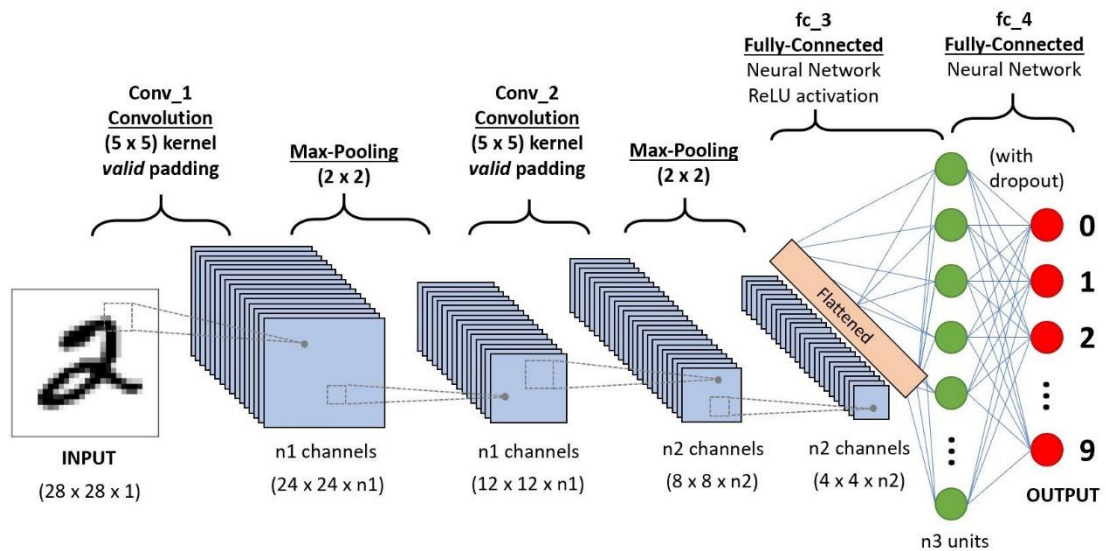 fc_3
Fully-Connected
Neural Network
ReLU activation
fc_4
Fully-Connected
Neural Network
Conv_1
Convolution
(5 x 5) kernel
valid padding
Max-Pooling
(2 x 2)
Conv_2
Convolution
(5 x 5) kernel
valid padding
Max-Pooling
(2 x 2)
(with
dropout)
Flattened
0
1
2
9
INPUT
(28 x 28 x 1)
n1 channels
(24 x 24 x n1)
n1 channels
(12 x 12 x n1)
n2 channels
(8 x 8 x n2)
n2 channels
(4 x 4 x n2)
OUTPUT
n3 units